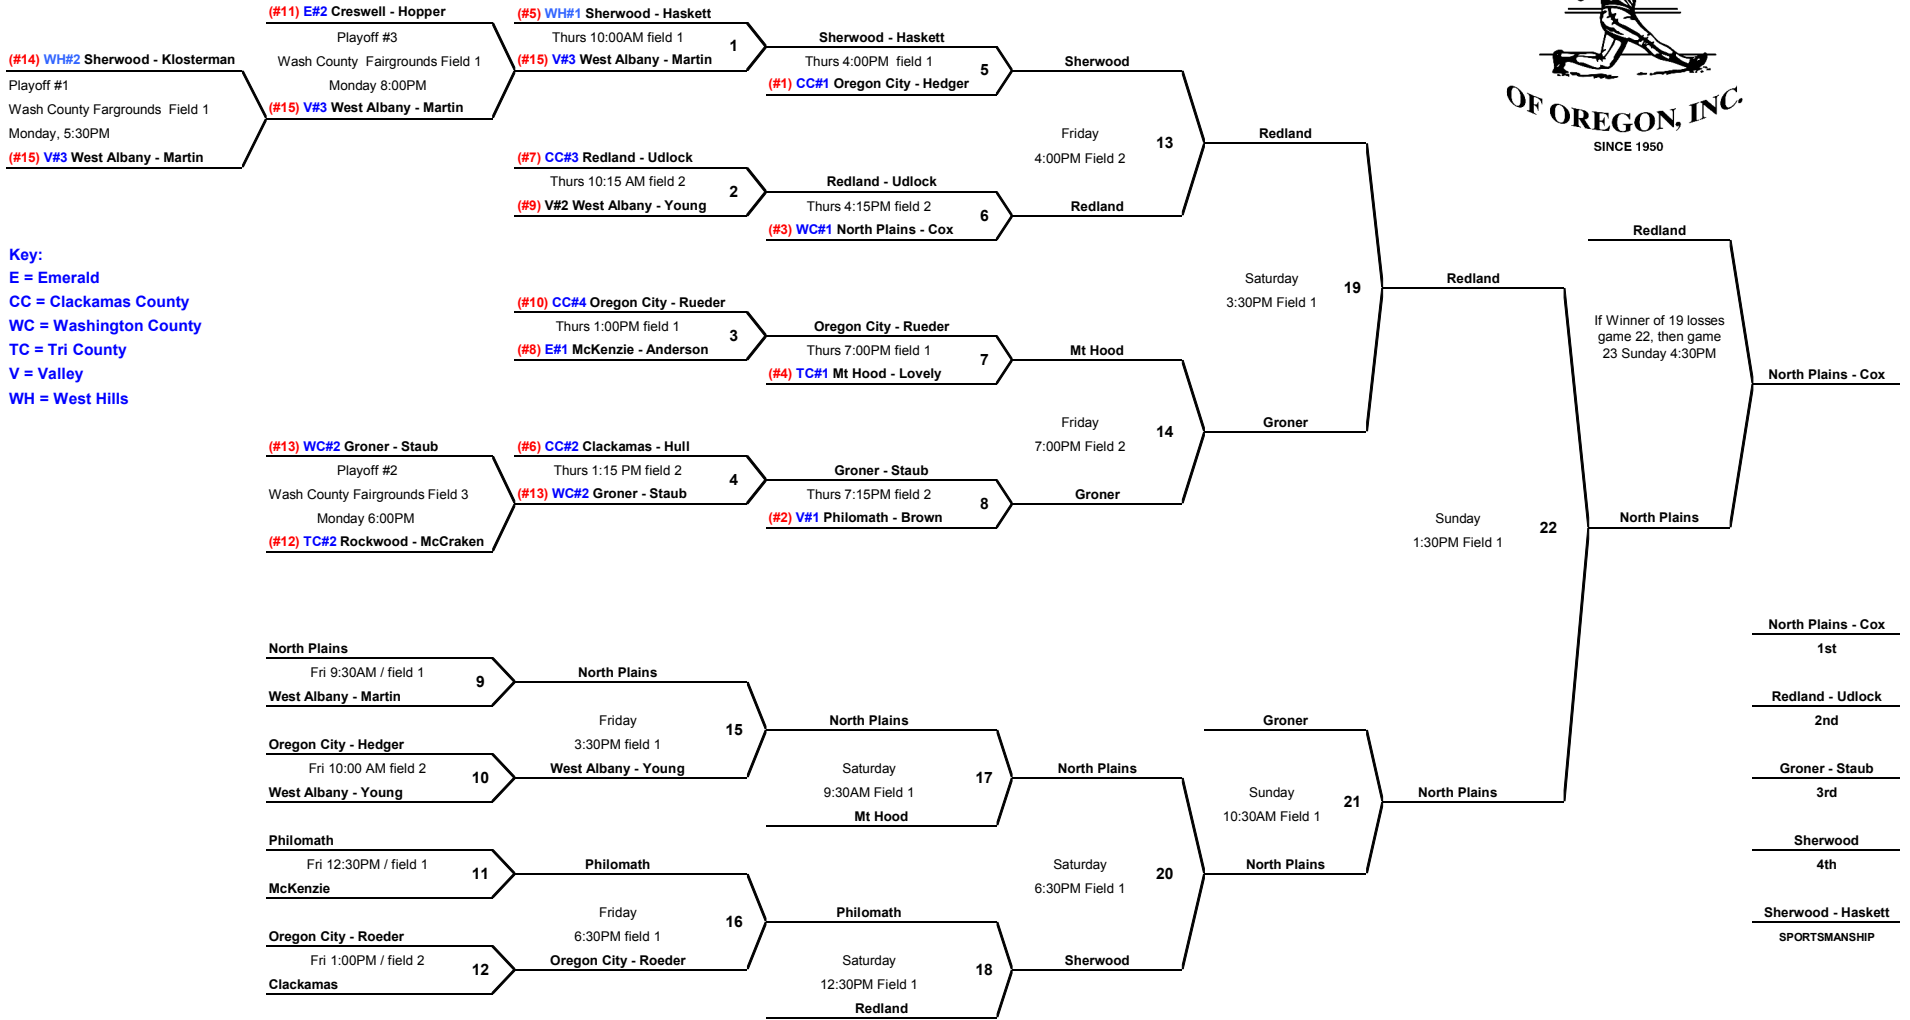 (#11) E#2 Creswell - Hopper
Playoff #3
Wash County  Fairgrounds Field 1
Monday 8:00PM
(#15) V#3 West Albany - Martin
(#14) WH#2 Sherwood - Klosterman
Playoff #1
Wash County Fargrounds  Field 1
Monday, 5:30PM
(#15) V#3 West Albany - Martin
(#5) WH#1 Sherwood - Haskett
Thurs 10:00AM field 1
1
(#15) V#3 West Albany - Martin
Sherwood - Haskett
Thurs 4:00PM  field 1
5
(#1) CC#1 Oregon City - Hedger
Sherwood
(#7) CC#3 Redland - Udlock
Thurs 10:15 AM field 2
2
(#9) V#2 West Albany - Young
Redland - Udlock
Thurs 4:15PM field 2
6
(#3) WC#1 North Plains - Cox
Friday
4:00PM Field 2
13
Redland
Redland
OF OREGON, INC.
SINCE 1950
Key:
E = Emerald
CC = Clackamas County
WC = Washington County
TC = Tri County
V = Valley
WH = West Hills
(#10) CC#4 Oregon City - Rueder
Thurs 1:00PM field 1
3
(#8) E#1 McKenzie - Anderson
Oregon City - Rueder
Thurs 7:00PM field 1
7
(#4) TC#1 Mt Hood - Lovely
Mt Hood
(#13) WC#2 Groner - Staub
Playoff #2
Wash County Fairgrounds Field 3
Monday 6:00PM
(#12) TC#2 Rockwood - McCraken
(#6) CC#2 Clackamas - Hull
Thurs 1:15 PM field 2
4
(#13) WC#2 Groner - Staub
Groner - Staub
Thurs 7:15PM field 2
8
(#2) V#1 Philomath - Brown
Friday
7:00PM Field 2
14
Groner
Groner
Saturday
3:30PM Field 1
19
Redland
Redland
If Winner of 19 losses
game 22, then game
23 Sunday 4:30PM
North Plains - Cox
Sunday
1:30PM Field 1
22
North Plains
North Plains
Fri 9:30AM / field 1
9
West Albany - Martin
Oregon City - Hedger
Fri 10:00 AM field 2
10
West Albany - Young
North Plains
Friday
3:30PM field 1
15
West Albany - Young
North Plains
Saturday
9:30AM Field 1
17
Mt Hood
North Plains
Philomath
Fri 12:30PM / field 1
11
McKenzie
Oregon City - Roeder
Fri 1:00PM / field 2
12
Clackamas
Philomath
Friday
6:30PM field 1
16
Oregon City - Roeder
Philomath
Saturday
12:30PM Field 1
18
Redland
Saturday
6:30PM Field 1
20
Sherwood
Groner
Sunday
10:30AM Field 1
21
North Plains
North Plains
North Plains - Cox
1st
Redland - Udlock
2nd
Groner - Staub
3rd
Sherwood
4th
Sherwood - Haskett
SPORTSMANSHIP